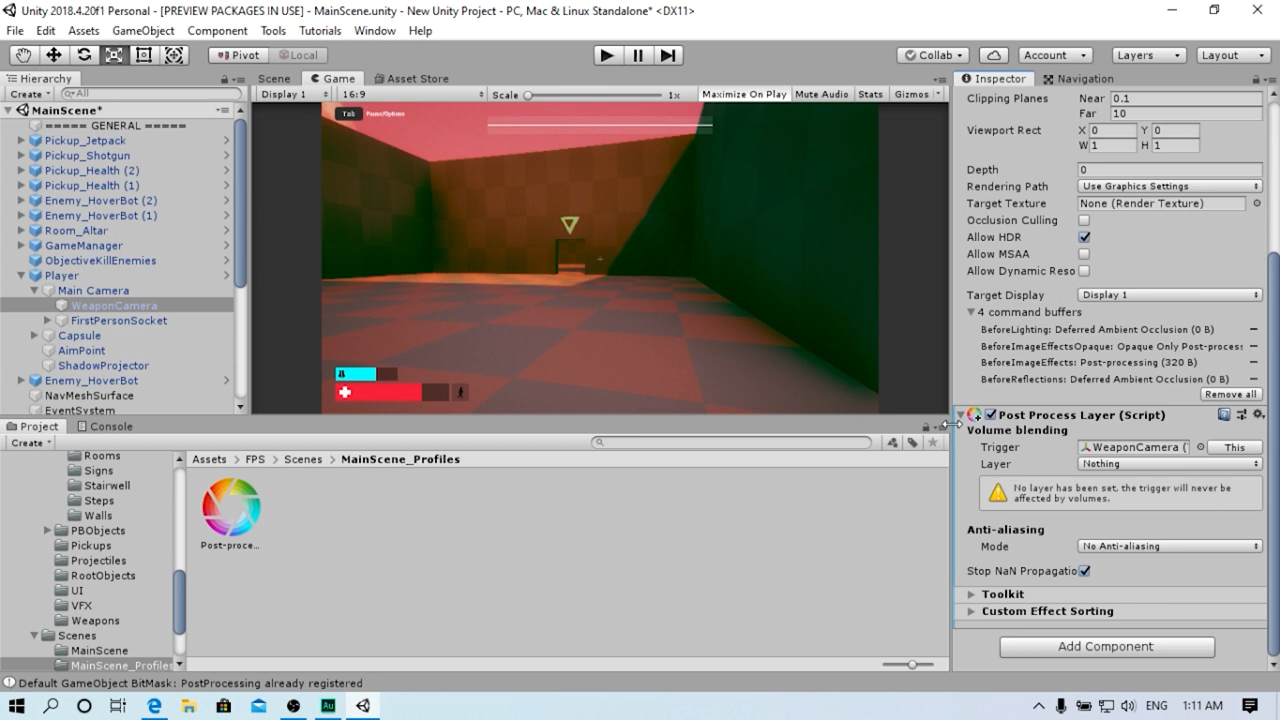 Unity 2018.4.20f1 Personal - [PREVIEW PACKAGES IN USE] - MainScene.unity - New Unity Project - PC, Mac & Linux Standalone* <DX11>
File Edit Assets GameObject Component Tools Tutorials Window Help
Pivot Local Collab Account Layers Layout
Hierarchy
Create All
MainScene*
===== GENERAL =====
Pickup_Jetpack
Pickup_Shotgun
Pickup_Health (2)
Pickup_Health (1)
Enemy_HoverBot (2)
Enemy_HoverBot (1)
Room_Altar
GameManager
ObjectiveKillEnemies
Player
Main Camera
WeaponCamera
FirstPersonSocket
Capsule
AimPoint
ShadowProjector
Enemy_HoverBot
NavMeshSurface
EventSystem
Scene Game Asset Store
Display 1 16:9 Scale 1x Maximize On Play Mute Audio Stats Gizmos
Tab Pause/Options
Inspector Navigation
Clipping Planes Near 0.1
Far 10
Viewport Rect X 0 Y 0
W 1 H 1
Depth 0
Rendering Path Use Graphics Settings
Target Texture None (Render Texture)
Occlusion Culling
Allow HDR
Allow MSAA
Allow Dynamic Reso
Target Display Display 1
4 command buffers
BeforeLighting: Deferred Ambient Occlusion (0 B)
BeforeImageEffectsOpaque: Opaque Only Post-proces:
BeforeImageEffects: Post-processing (320 B)
BeforeReflections: Deferred Ambient Occlusion (0 B)
Remove all
Post Process Layer (Script)
Volume blending
Trigger WeaponCamera ( This
Layer Nothing
No layer has been set, the trigger will never be
affected by volumes.
Anti-aliasing
Mode No Anti-aliasing
Stop NaN Propagatio
Toolkit
Custom Effect Sorting
Add Component
Project Console
Create
Rooms
Signs
Stairwell
Steps
Walls
PBObjects
Pickups
Projectiles
RootObjects
UI
VFX
Weapons
Scenes
MainScene
MainScene_Profiles
Assets FPS Scenes MainScene_Profiles
Post-proce...
Default GameObject BitMask: PostProcessing already registered
Au
ENG 1:11 AM